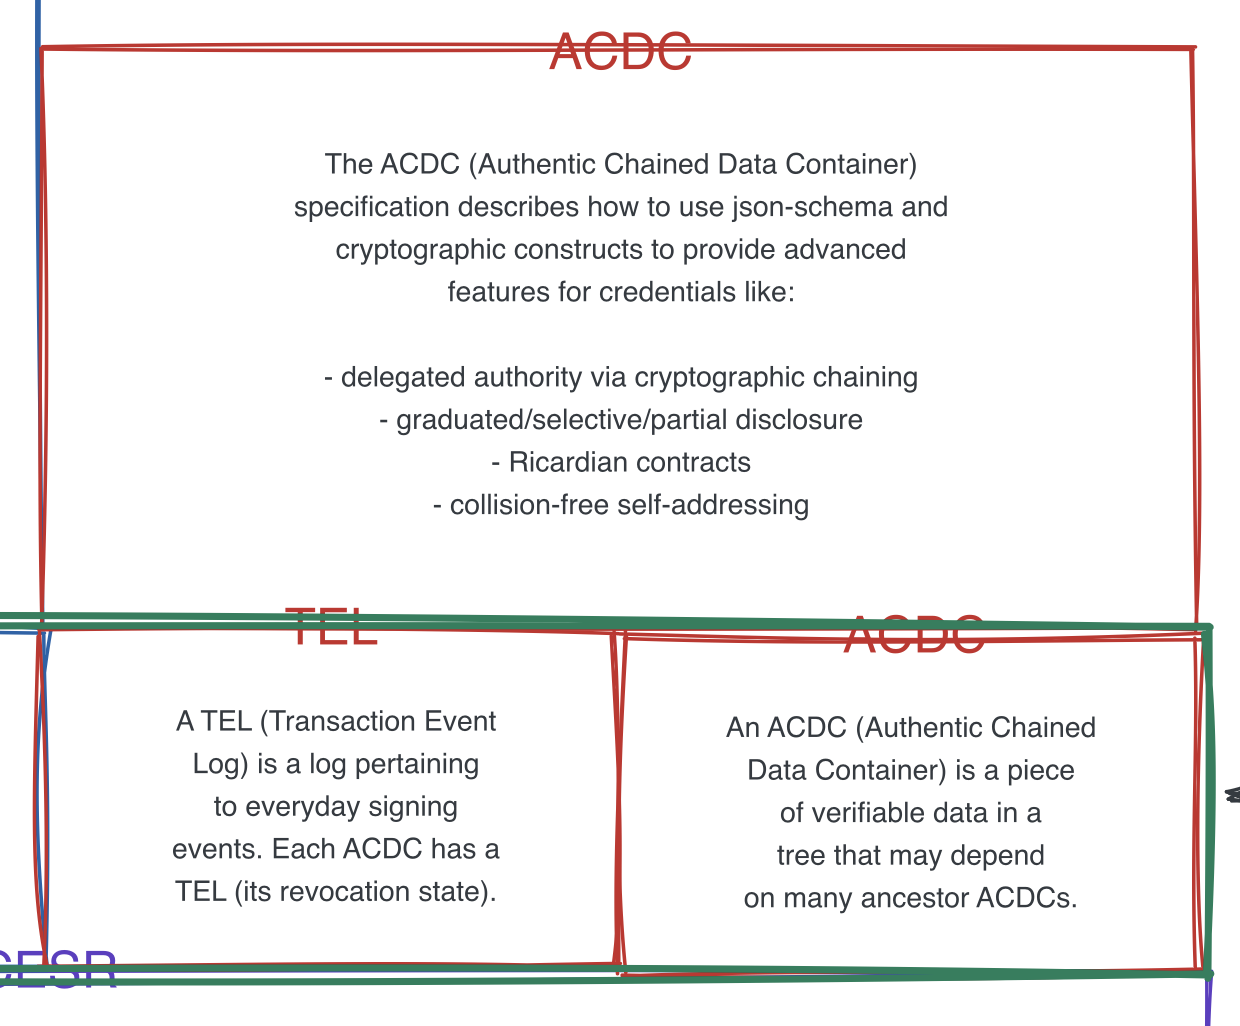 ACDC
The ACDC (Authentic Chained Data Container)
specification describes how to use json-schema and
cryptographic constructs to provide advanced
features for credentials like:
- delegated authority via cryptographic chaining
- graduated/selective/partial disclosure
- Ricardian contracts
- collision-free self-addressing
TEL
A TEL (Transaction Event
Log) is a log pertaining
to everyday signing
events. Each ACDC has a
TEL (its revocation state).
ACDC
An ACDC (Authentic Chained
Data Container) is a piece
of verifiable data in a
tree that may depend
on many ancestor ACDCs.
CESR